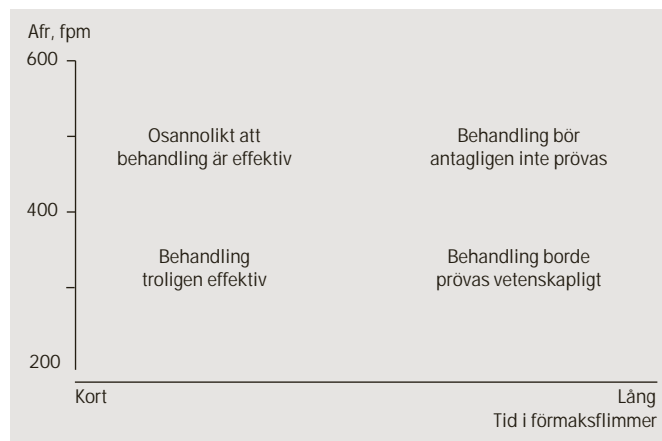 Afr, fpm
600
Osannolikt att
behandling är effektiv
Behandling bör
antagligen inte prövas
400
Behandling
troligen effektiv
Behandling borde
prövas vetenskapligt
200
Kort
Lång
Tid i förmaksflimmer